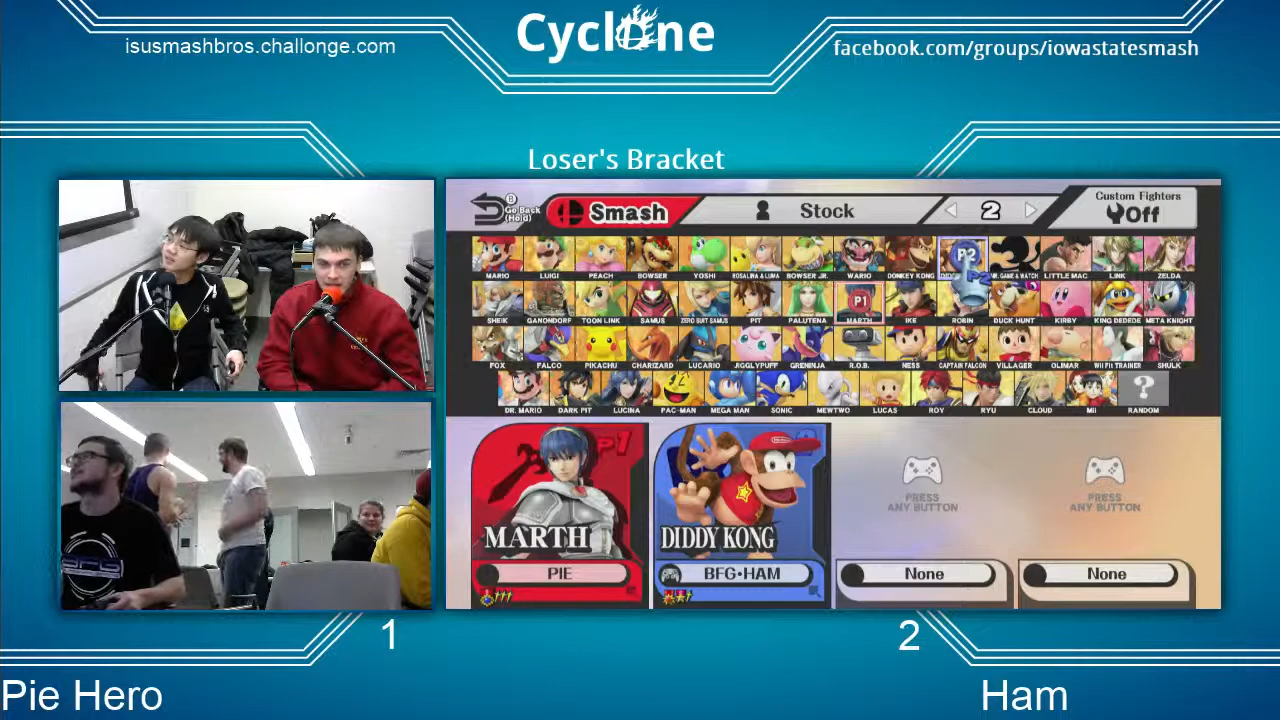 Cyclone
isusmashbros.challonge.com
facebook.com/groups/iowastatesmash
Loser's Bracket
Go Back
(Hold)
Smash
Stock
2
Custom Fighters
Off
MARIO LUIGI PEACH BOWSER YOSHI ROSALINA & LUMA BOWSER JR. WARIO DONKEY KONG MR. GAME & WATCH LITTLE MAC LINK ZELDA
P2
P2
SHEIK GANONDORF TOON LINK SAMUS ZERO SUIT SAMUS PIT PALUTENA MARTH IKE ROBIN DUCK HUNT KIRBY KING DEDEDE META KNIGHT
P1
FOX FALCO PIKACHU CHARIZARD LUCARIO JIGGLYPUFF GRENINJA R.O.B. NESS CAPTAIN FALCON VILLAGER OLIMAR WII FIT TRAINER SHULK
DR. MARIO DARK PIT LUCINA PAC-MAN MEGA MAN SONIC MEWTWO LUCAS ROY RYU CLOUD Mii RANDOM
?
P1
MARTH
PIE
DIDDY KONG
BFG•HAM
PRESS
ANY BUTTON
None
PRESS
ANY BUTTON
None
1
2
Pie Hero
Ham